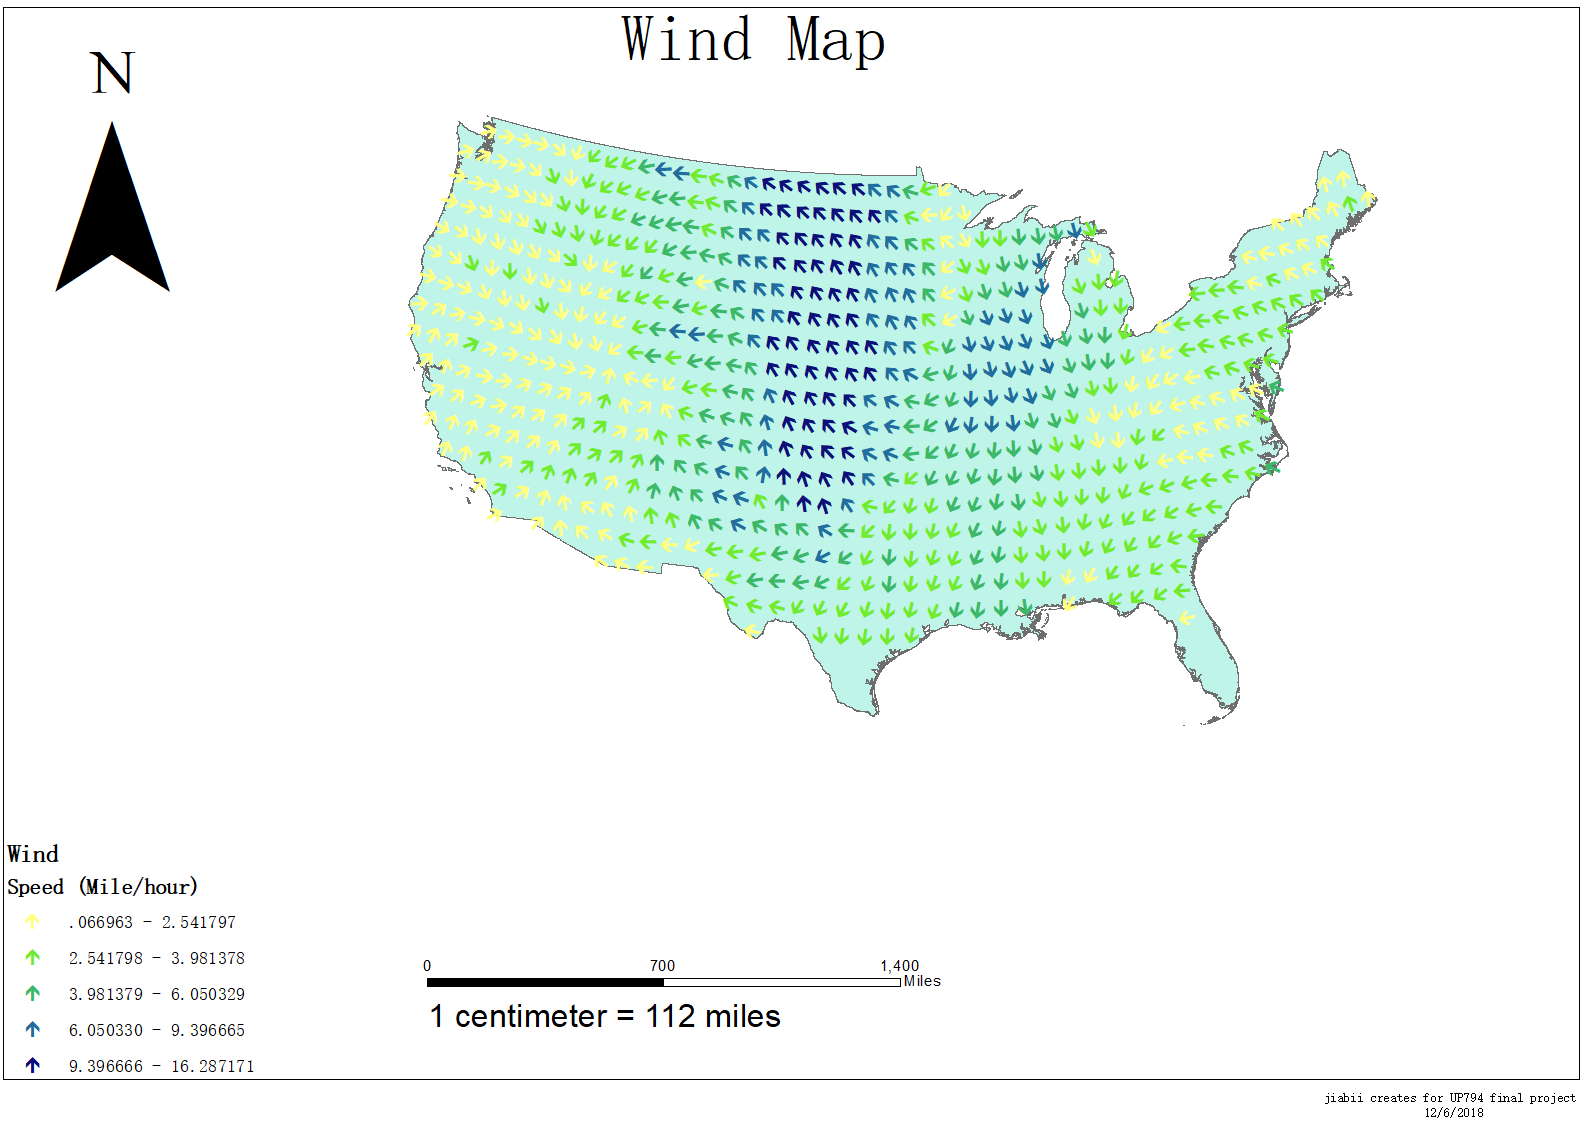 Wind Map
N
Wind
Speed (Mile/hour)
.066963 - 2.541797
2.541798 - 3.981378
3.981379 - 6.050329
6.050330 - 9.396665
9.396666 - 16.287171
0 700 1,400
Miles
1 centimeter = 112 miles
jiabii creates for UP794 final project
12/6/2018